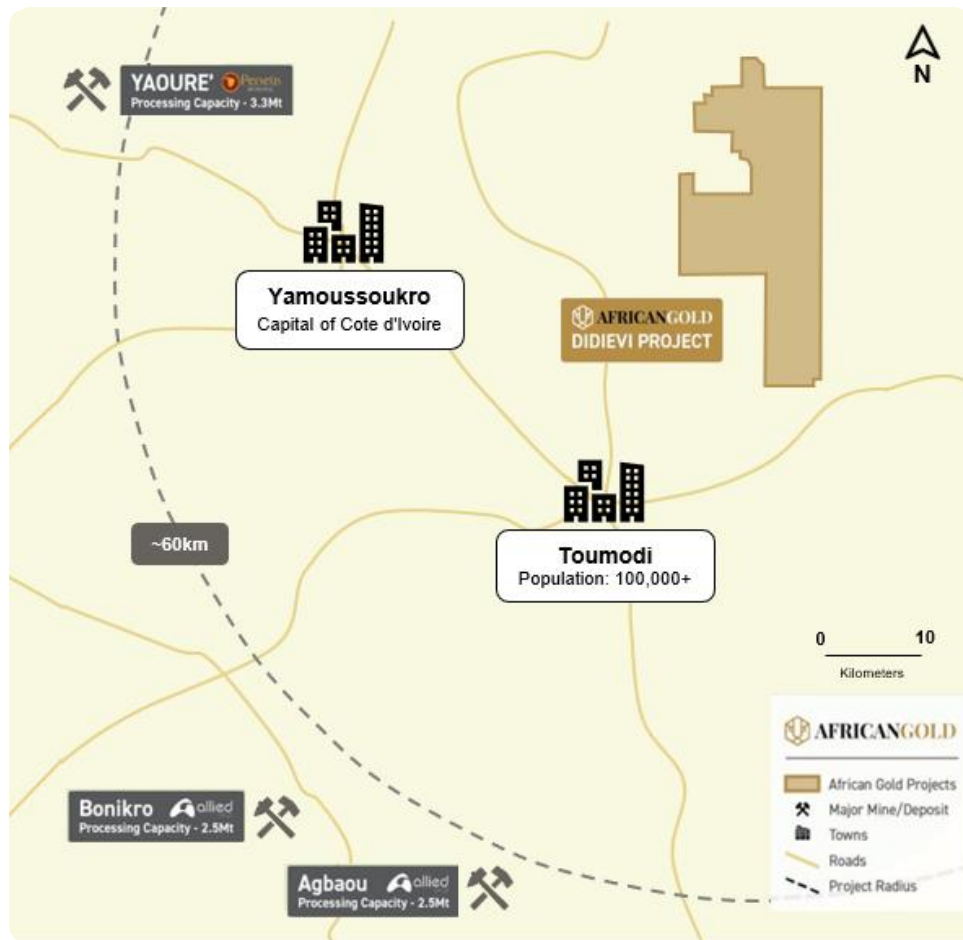 N
YAOURE' Perseus
Processing Capacity - 3.3Mt
Yamoussoukro
Capital of Cote d'Ivoire
AFRICANGOLD
DIDIEVI PROJECT
~60km
Toumodi
Population: 100,000+
0 10
Kilometers
Bonikro allied
Processing Capacity - 2.5Mt
Agbaou allied
Processing Capacity - 2.5Mt
AFRICANGOLD
African Gold Projects
Major Mine/Deposit
Towns
Roads
Project Radius